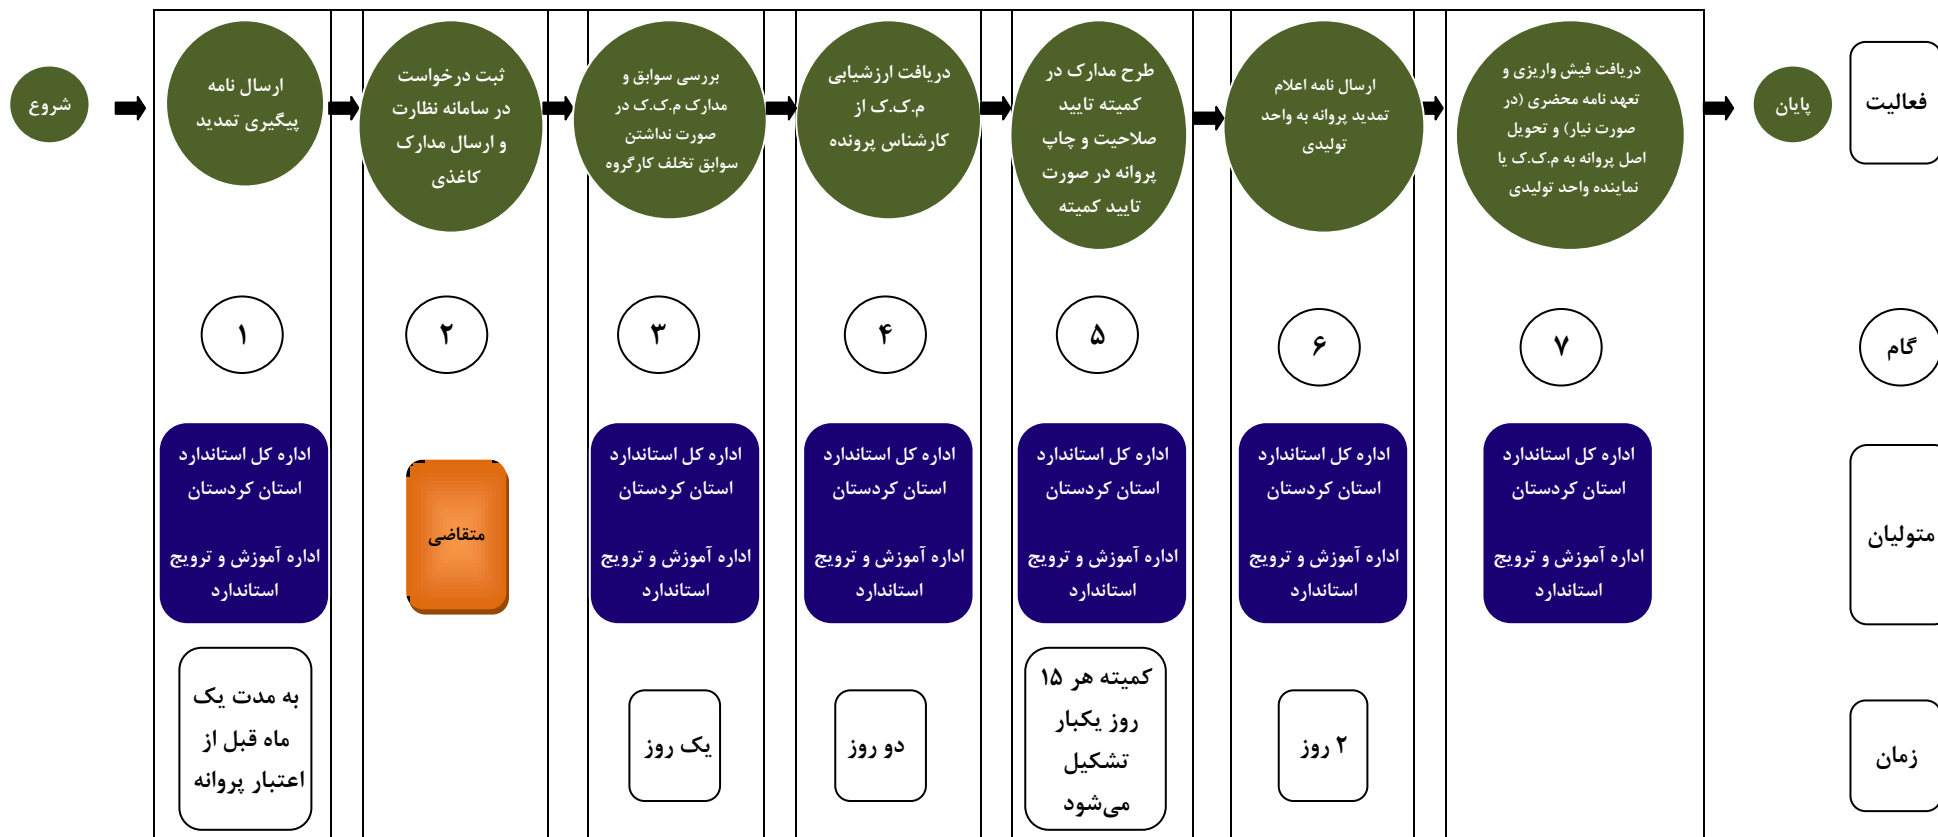 شروع
ارسال نامه
پیگیری تمدید
ثبت درخواست
در سامانه نظارت
و ارسال مدارک
کاغذی
بررسی سوابق و
مدارک م.ک.ک در
صورت نداشتن
سوابق تخلف کارگروه
دریافت ارزشیابی
م.ک.ک از
کارشناس پرونده
طرح مدارک در
کمیته تایید
صلاحیت و چاپ
پروانه در صورت
تایید کمیته
ارسال نامه اعلام
تمدید پروانه به واحد
تولیدی
دریافت فیش واریزی و
تعهد نامه محضری (در
صورت نیار) و تحویل
اصل پروانه به م.ک.ک یا
نماینده واحد تولیدی
پایان
فعالیت
۱
۲
۳
۴
۵
۶
۷
گام
اداره کل استاندارد
استان کردستان
اداره آموزش و ترویج
استاندارد
متقاضی
اداره کل استاندارد
استان کردستان
اداره آموزش و ترویج
استاندارد
اداره کل استاندارد
استان کردستان
اداره آموزش و ترویج
استاندارد
اداره کل استاندارد
استان کردستان
اداره آموزش و ترویج
استاندارد
اداره کل استاندارد
استان کردستان
اداره آموزش و ترویج
استاندارد
اداره کل استاندارد
استان کردستان
اداره آموزش و ترویج
استاندارد
متولیان
به مدت یک
ماه قبل از
اعتبار پروانه
یک روز
دو روز
کمیته هر ۱۵
روز یکبار
تشکیل
می‌شود
۲ روز
زمان